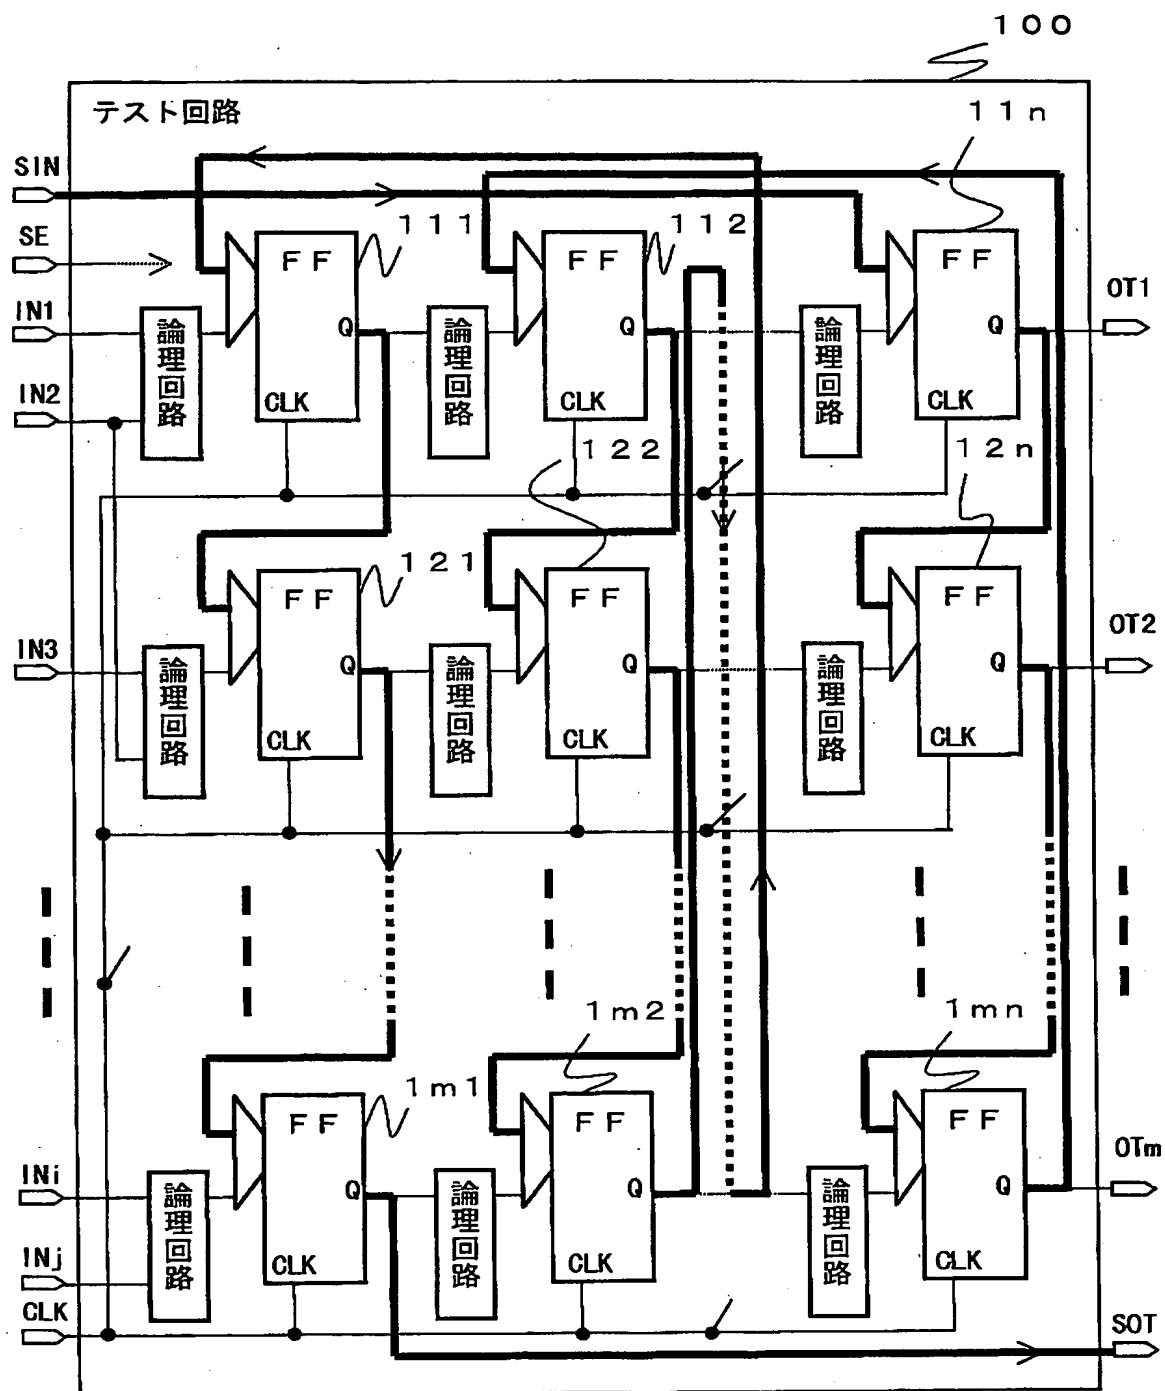 100
テスト回路
11n
SIN
111
112
SE
FF
FF
FF
OT1
IN1
論理回路
Q
論理回路
Q
論理回路
Q
IN2
CLK
CLK
CLK
122
12n
121
FF
FF
FF
OT2
IN3
論理回路
Q
論理回路
Q
論理回路
Q
CLK
CLK
CLK
1m2
1mn
1m1
FF
FF
FF
OTm
INi
論理回路
Q
論理回路
Q
論理回路
Q
INj
CLK
CLK
CLK
CLK
SOT